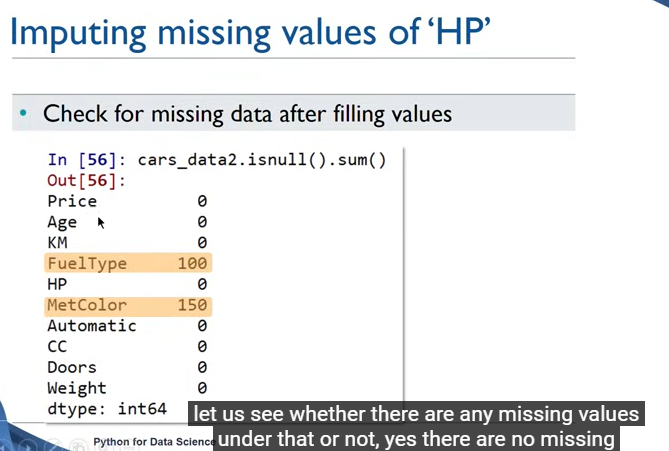 Imputing missing values of ‘HP’
• Check for missing data after filling values
In [56]: cars_data2.isnull().sum()
Out[56]:
Price 0
Age 0
KM 0
FuelType 100
HP 0
MetColor 150
Automatic 0
CC 0
Doors 0
Weight 0
dtype: int64
let us see whether there are any missing values
Python for Data Science
under that or not, yes there are no missing